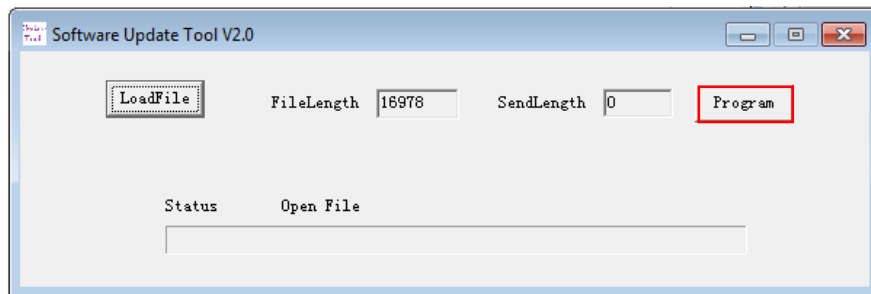 Software Update Tool V2.0
LoadFile FileLength 16978 SendLength 0 Program
Status Open File